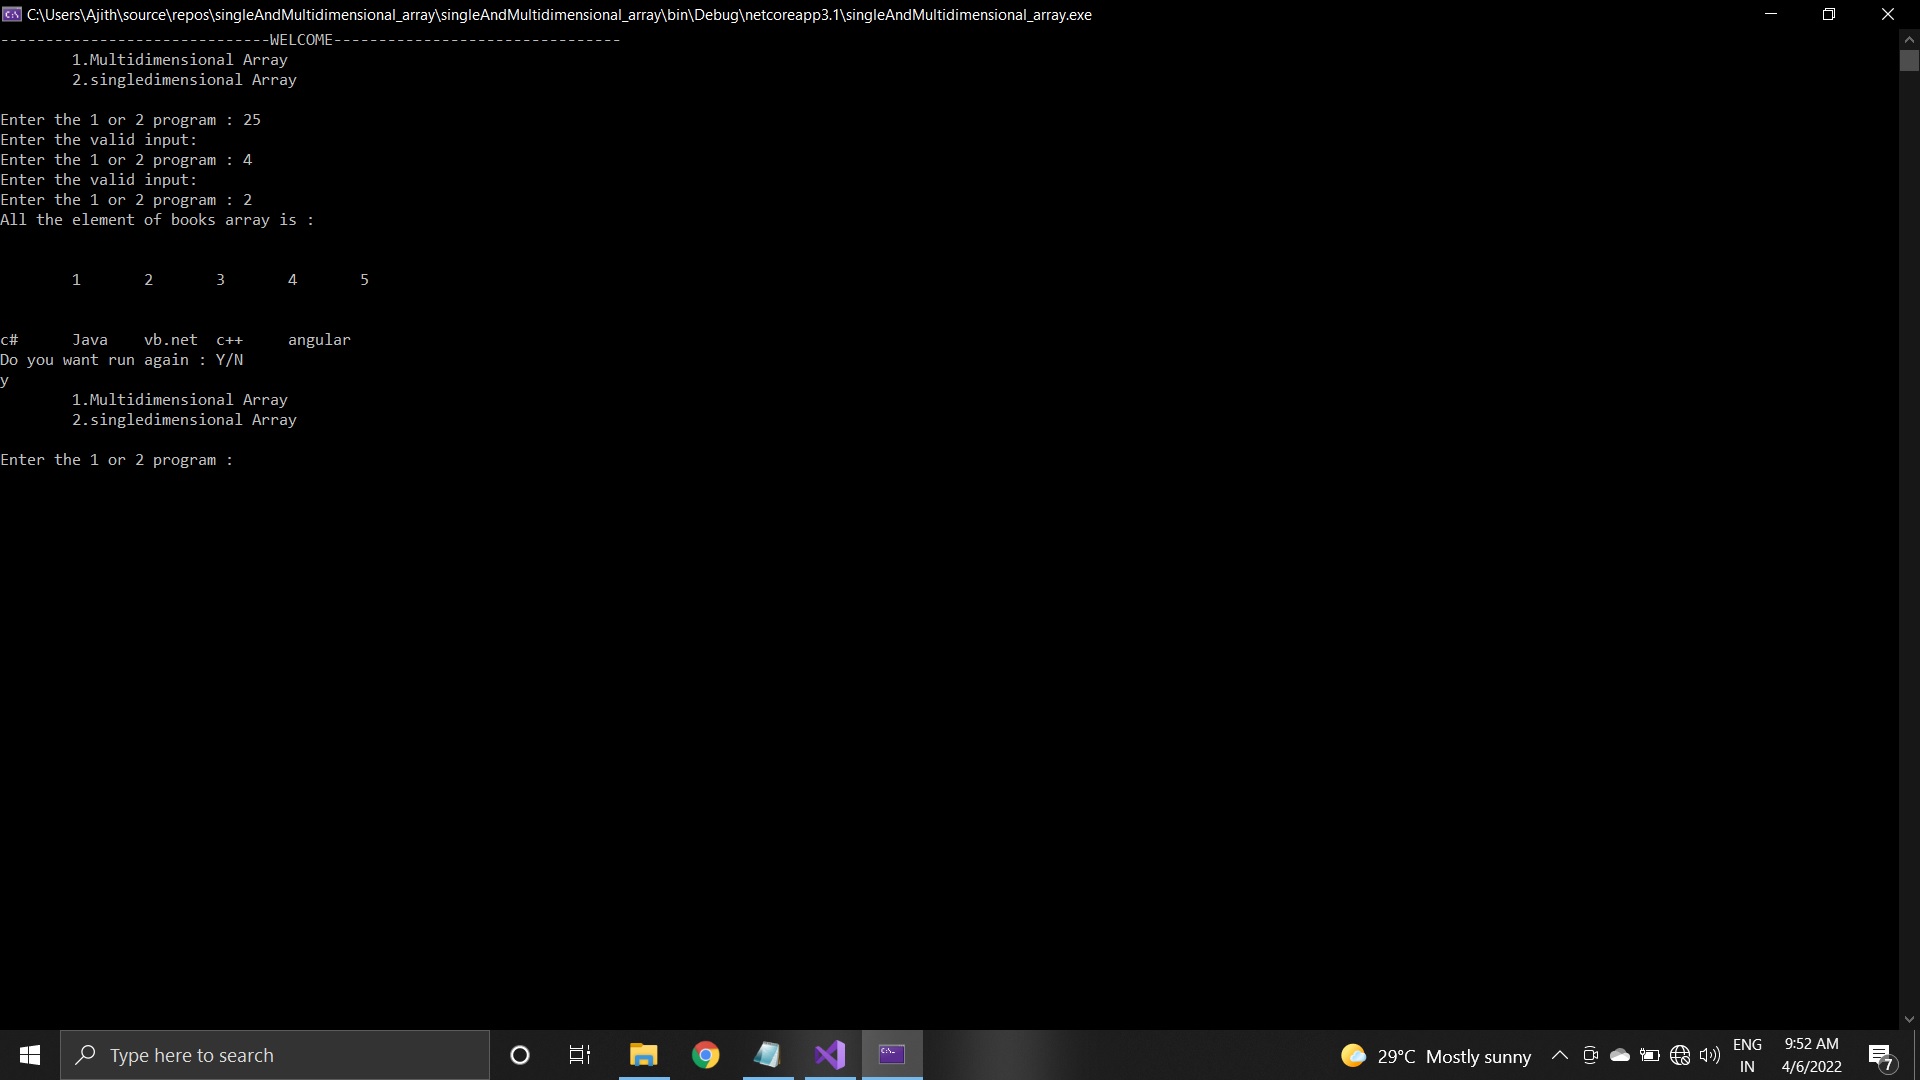 C:\Users\Ajith\source\repos\singleAndMultidimensional_array\singleAndMultidimensional_array\bin\Debug\netcoreapp3.1\singleAndMultidimensional_array.exe
------------------------------WELCOME--------------------------------
1.Multidimensional Array
2.singledimensional Array
Enter the 1 or 2 program : 25
Enter the valid input:
Enter the 1 or 2 program : 4
Enter the valid input:
Enter the 1 or 2 program : 2
All the element of books array is :
1 2 3 4 5
c# Java vb.net c++ angular
Do you want run again : Y/N
y
1.Multidimensional Array
2.singledimensional Array
Enter the 1 or 2 program :
Type here to search
29°C Mostly sunny
ENG
IN
9:52 AM
4/6/2022
7